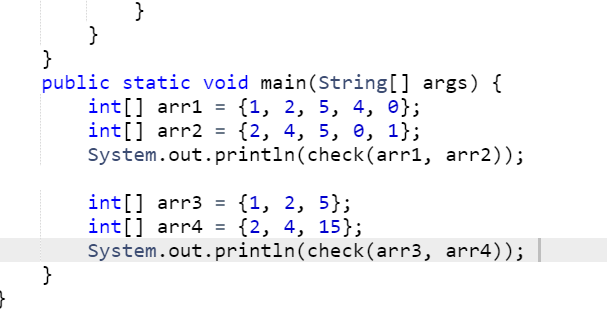 }
}
}
public static void main(String[] args) {
int[] arr1 = {1, 2, 5, 4, 0};
int[] arr2 = {2, 4, 5, 0, 1};
System.out.println(check(arr1, arr2));
int[] arr3 = {1, 2, 5};
int[] arr4 = {2, 4, 15};
System.out.println(check(arr3, arr4));
}
}